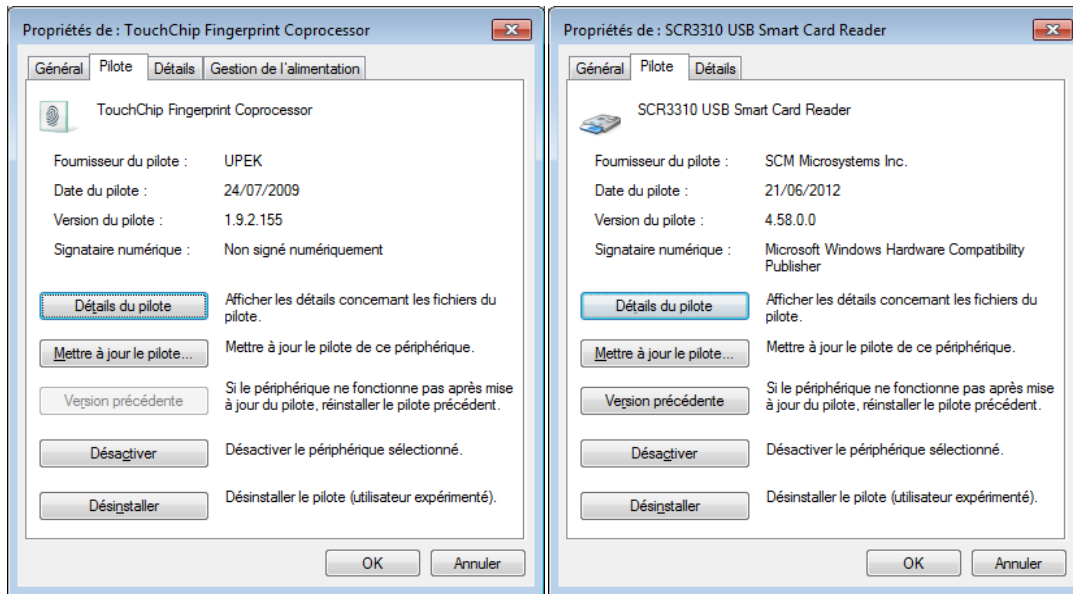 Propriétés de : TouchChip Fingerprint Coprocessor
Général Pilote Détails Gestion de l'alimentation
TouchChip Fingerprint Coprocessor
Fournisseur du pilote : UPEK
Date du pilote : 24/07/2009
Version du pilote : 1.9.2.155
Signataire numérique : Non signé numériquement
Détails du pilote
Afficher les détails concernant les fichiers du
pilote.
Mettre à jour le pilote...
Mettre à jour le pilote de ce périphérique.
Version précédente
Si le périphérique ne fonctionne pas après mise
à jour du pilote, réinstaller le pilote précédent.
Désactiver
Désactiver le périphérique sélectionné.
Désinstaller
Désinstaller le pilote (utilisateur expérimenté).
OK Annuler
Propriétés de : SCR3310 USB Smart Card Reader
Général Pilote Détails
SCR3310 USB Smart Card Reader
Fournisseur du pilote : SCM Microsystems Inc.
Date du pilote : 21/06/2012
Version du pilote : 4.58.0.0
Signataire numérique : Microsoft Windows Hardware Compatibility
Publisher
Détails du pilote
Afficher les détails concernant les fichiers du
pilote.
Mettre à jour le pilote...
Mettre à jour le pilote de ce périphérique.
Version précédente
Si le périphérique ne fonctionne pas après mise
à jour du pilote, réinstaller le pilote précédent.
Désactiver
Désactiver le périphérique sélectionné.
Désinstaller
Désinstaller le pilote (utilisateur expérimenté).
OK Annuler